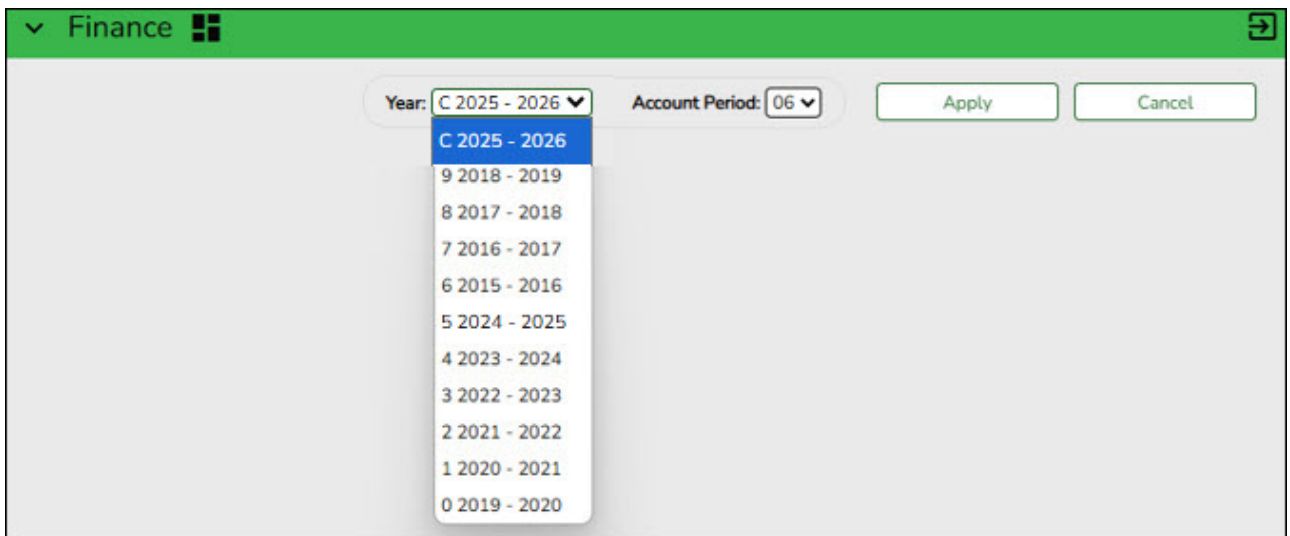 Finance
Year: C 2025 - 2026 Account Period: 06 Apply Cancel
C 2025 - 2026
9 2018 - 2019
8 2017 - 2018
7 2016 - 2017
6 2015 - 2016
5 2024 - 2025
4 2023 - 2024
3 2022 - 2023
2 2021 - 2022
1 2020 - 2021
0 2019 - 2020